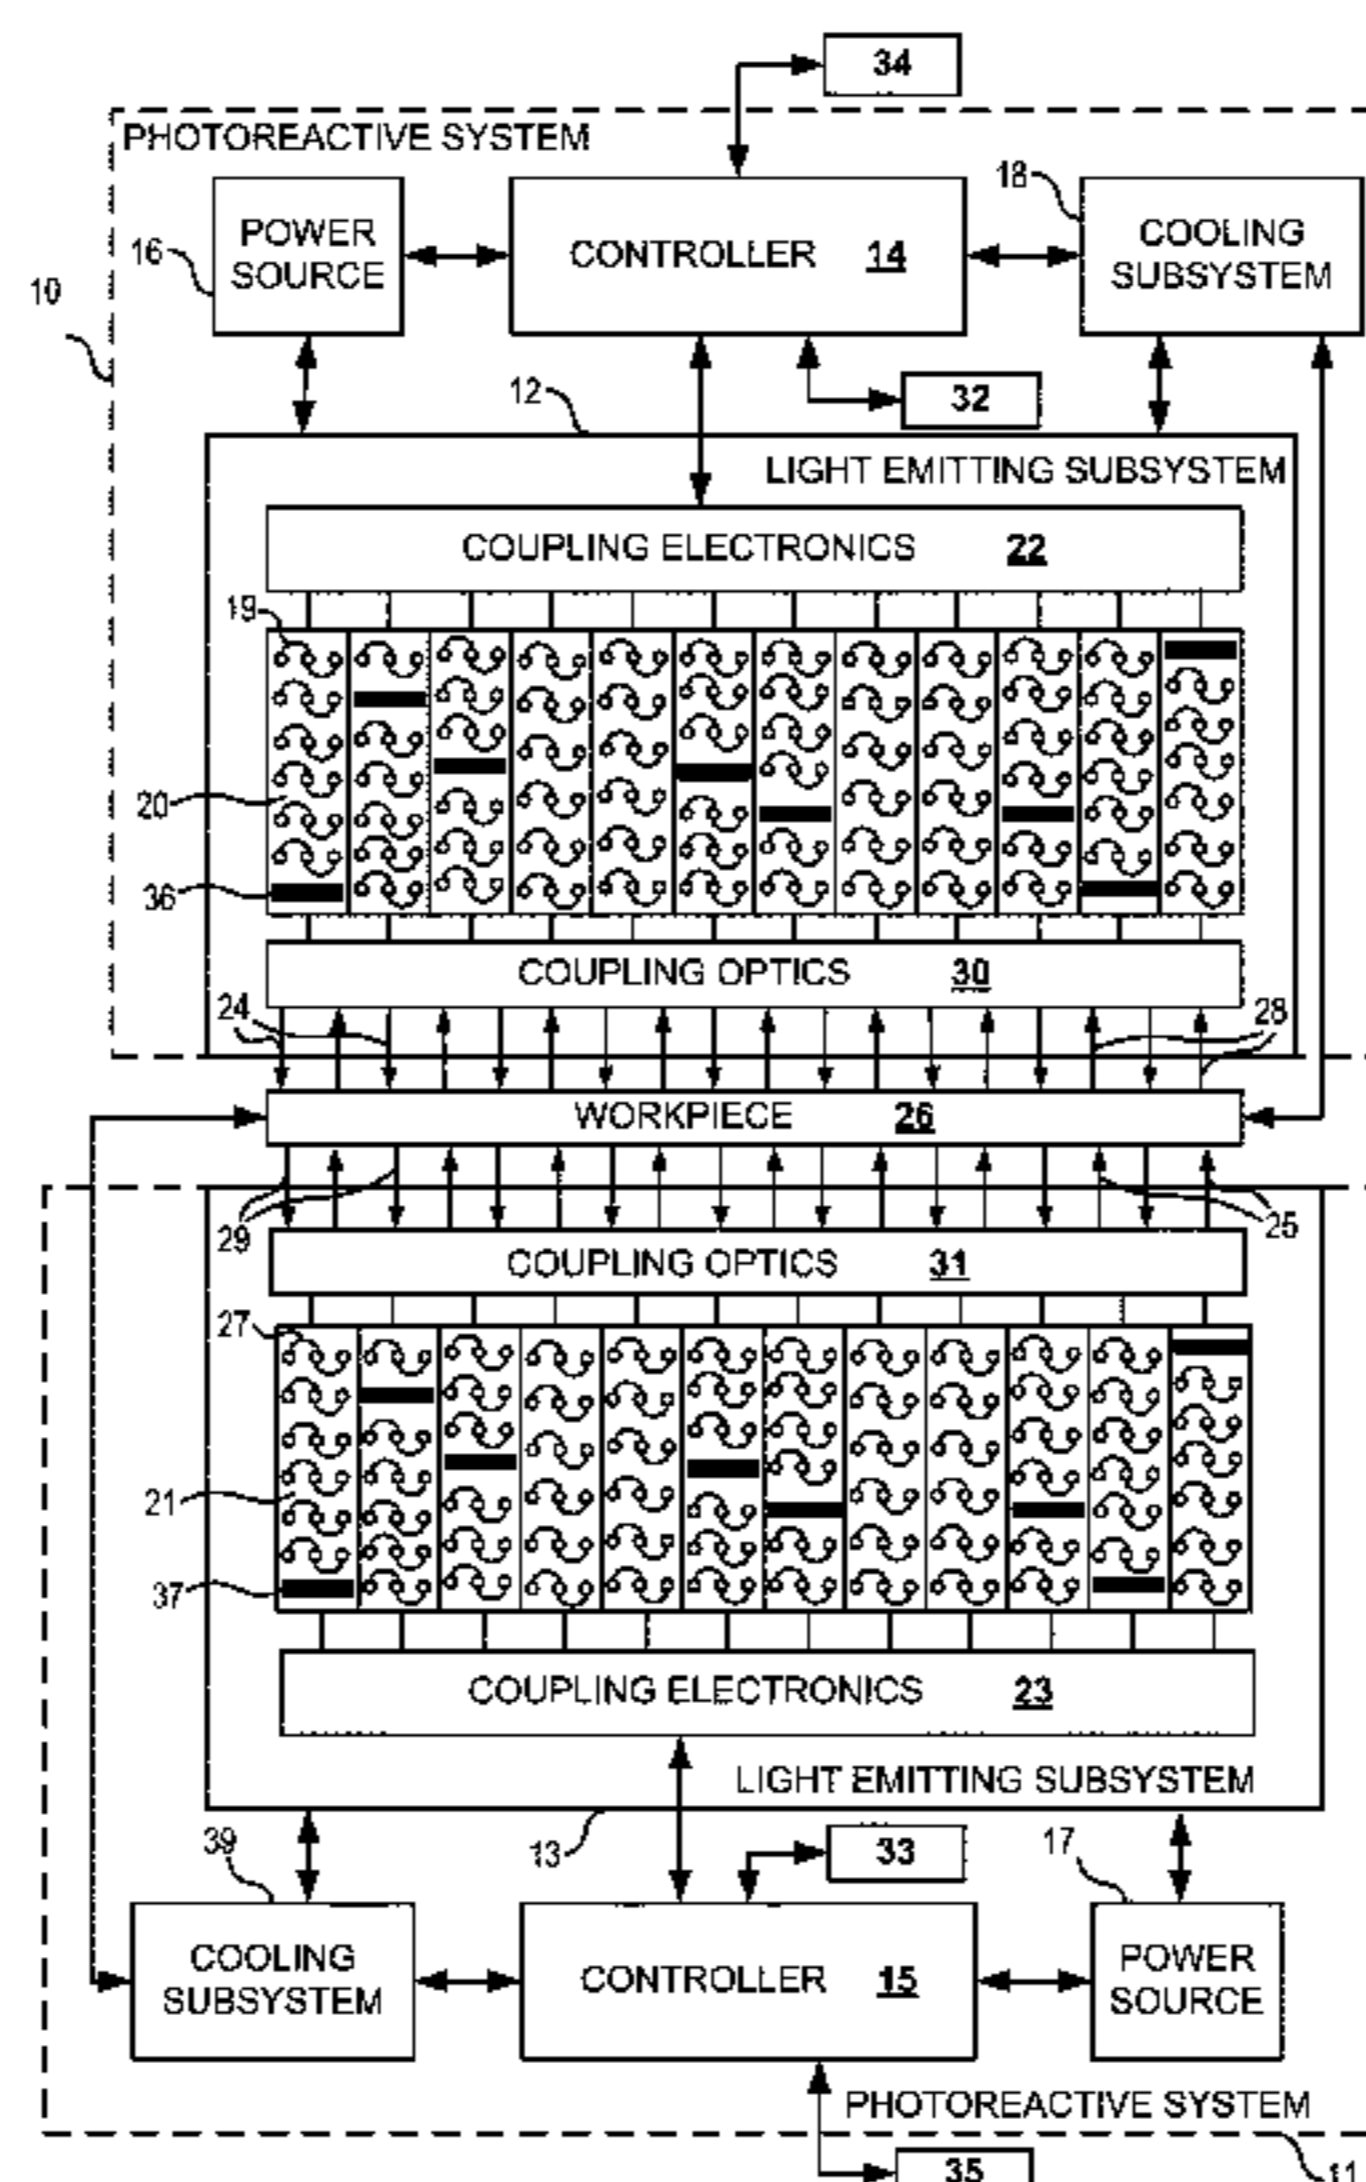 34
PHOTOREACTIVE SYSTEM
18
POWER
SOURCE
CONTROLLER 14
COOLING
SUBSYSTEM
16
10
12
32
LIGHT EMITTING SUBSYSTEM
COUPLING ELECTRONICS 22
19
20
36
COUPLING OPTICS 30
24
28
WORKPIECE 26
29
25
COUPLING OPTICS 31
27
21
37
COUPLING ELECTRONICS 23
LIGHT EMITTING SUBSYSTEM
39
13
33
17
COOLING
SUBSYSTEM
CONTROLLER 15
POWER
SOURCE
PHOTOREACTIVE SYSTEM
35
11